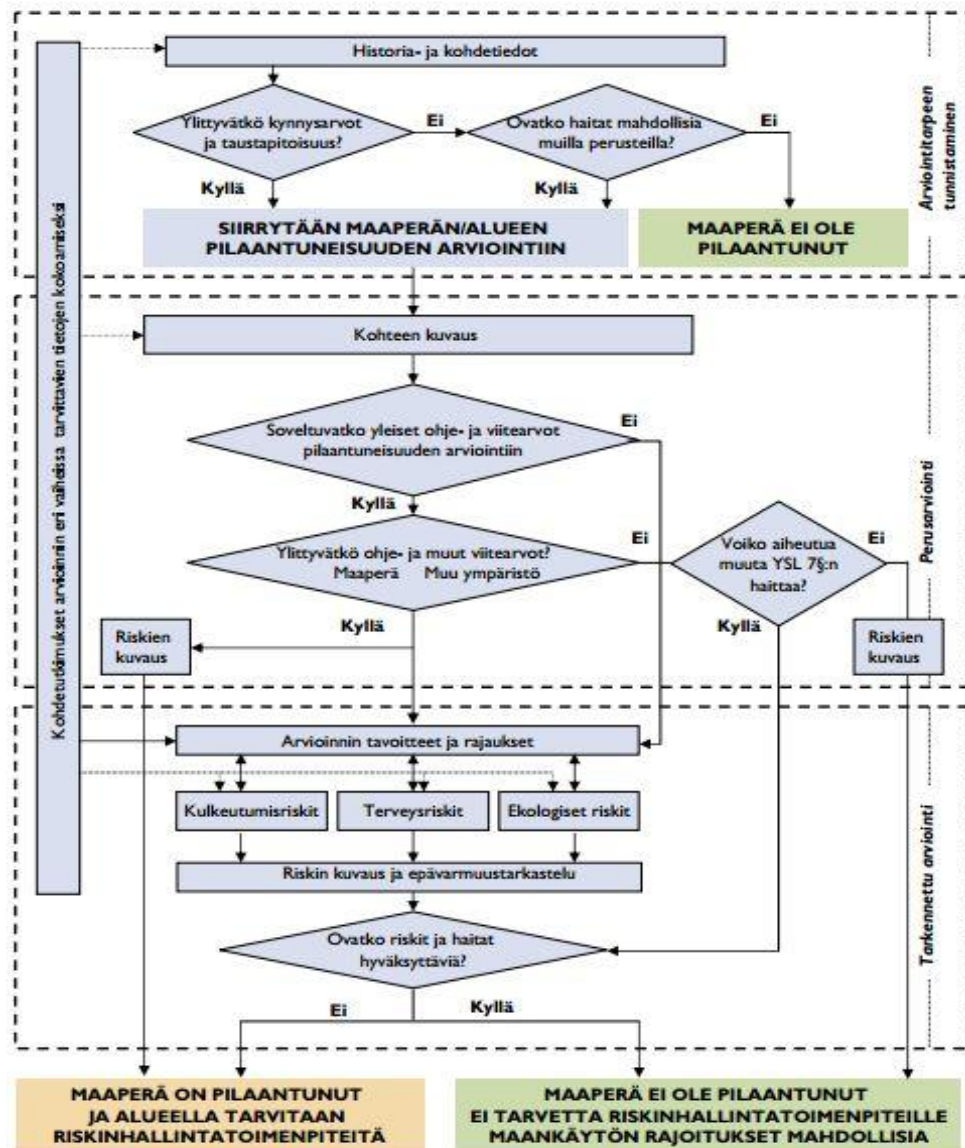 Historia- ja kohdetiedot
Ylittyvätkö kynnysarvot
ja taustapitoisuus?
Ei
Ovatko haitat mahdollisia
muilla perusteilla?
Ei
Kyllä
Kyllä
SIIRRYTÄÄN MAAPERÄN/ALUEEN
PILAANTUNEISUUDEN ARVIOINTIIN
MAAPERÄ EI OLE
PILAANTUNUT
Arviointitarpeen
tunnistaminen
Kohdetutkimukset arvioinnin eri vaiheissa tarvittavien tietojen kokoamiseksi
Kohteen kuvaus
Soveltuvatko yleiset ohje- ja viitearvot
pilaantuneisuuden arviointiin
Ei
Kyllä
Ylittyvätkö ohje- ja muut viitearvot?
Maaperä Muu ympäristö
Ei
Voiko aiheutua
muuta YSL 7§:n
haittaa?
Ei
Kyllä
Kyllä
Riskien
kuvaus
Riskien
kuvaus
Perusarviointi
Arvioinnin tavoitteet ja rajaukset
Kulkeutumisriskit
Terveysriskit
Ekologiset riskit
Riskin kuvaus ja epävarmuustarkastelu
Ovatko riskit ja haitat
hyväksyttäviä?
Ei
Kyllä
Tarkennettu arviointi
MAAPERÄ ON PILAANTUNUT
JA ALUEELLA TARVITAAN
RISKINHALLINTATOIMENPITEITÄ
MAAPERÄ EI OLE PILAANTUNUT
EI TARVETTA RISKINHALLINTATOIMENPITEILLE
MAANKÄYTÖN RAJOITUKSET MAHDOLLISIA